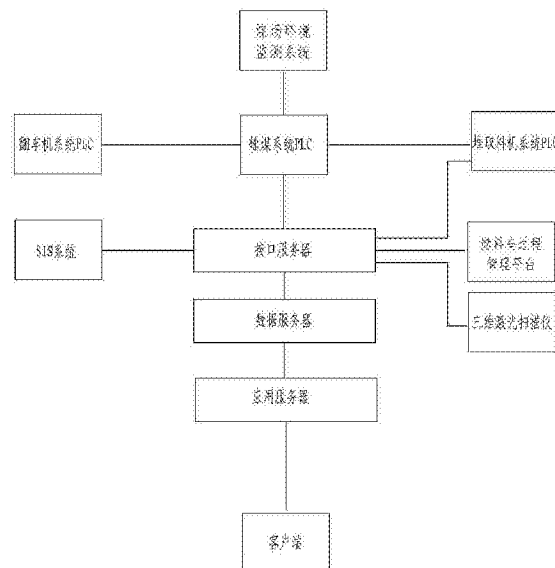 煤场环境
监测系统
翻车机系统PLC
输煤系统PLC
堆取料机系统PLC
SIS系统
接口服务器
燃料全过程
管理平台
数据服务器
三维激光扫描仪
应用服务器
客户端